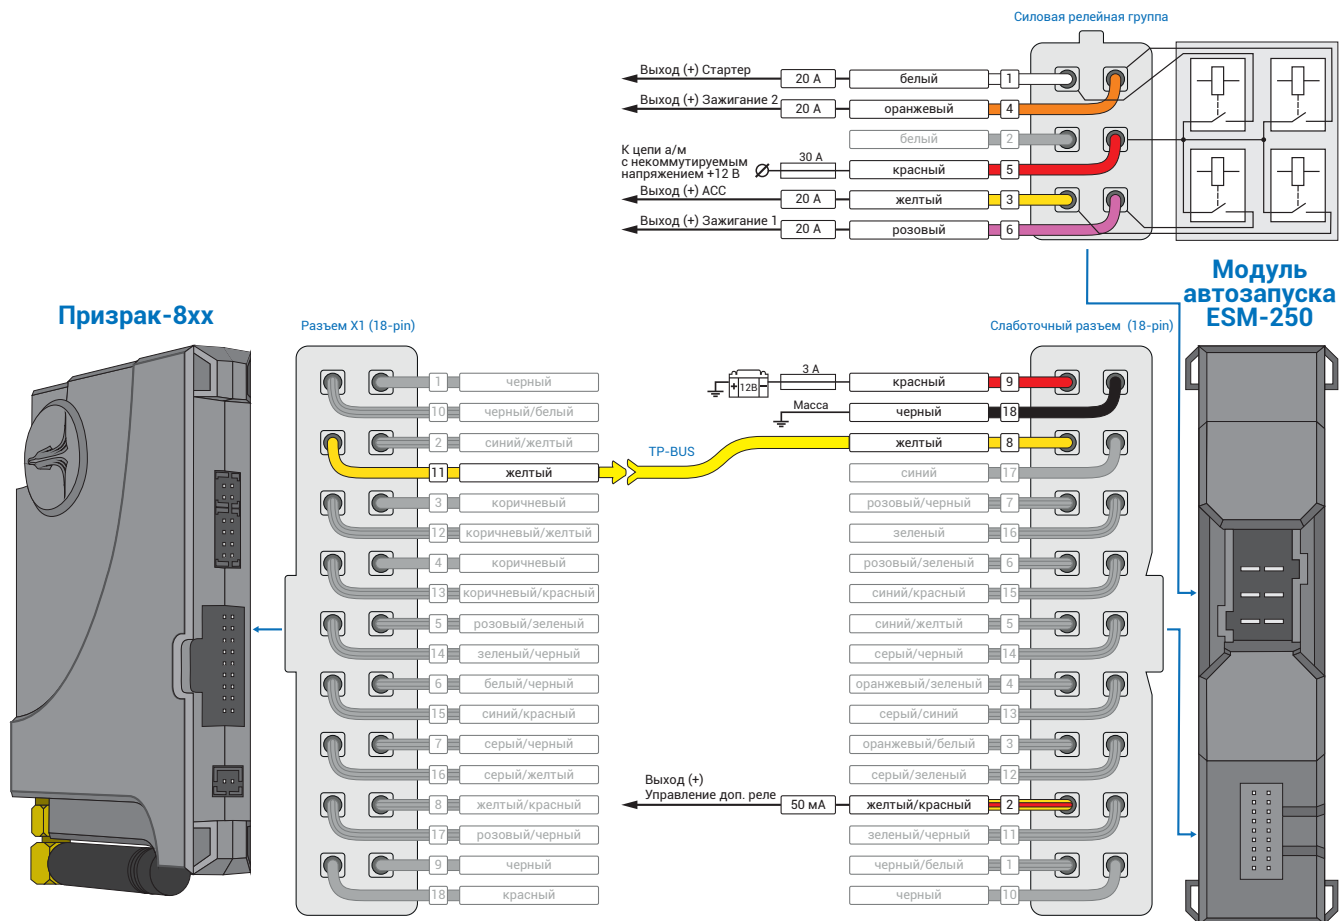 Силовая релейная группа
Выход (+) Стартер
20 А
белый
1
Выход (+) Зажигание 2
20 А
оранжевый
4
белый
2
К цепи а/м
с некоммутируемым
напряжением +12 В
30 А
красный
5
Выход (+) АСС
20 А
желтый
3
Выход (+) Зажигание 1
20 А
розовый
6
Модуль
автозапуска
ESM-250
Призрак-8хх
Разъем X1 (18-pin)
1 черный
10 черный/белый
2 синий/желтый
11 желтый
3 коричневый
12 коричневый/желтый
4 коричневый
13 коричневый/красный
5 розовый/зеленый
14 зеленый/черный
6 белый/черный
15 синий/красный
7 серый/черный
16 серый/желтый
8 желтый/красный
17 розовый/черный
9 черный
18 красный
TP-BUS
Слаботочный разъем (18-pin)
+ 12В −
3 А
красный 9
Масса
черный 18
желтый 8
синий 17
розовый/черный 7
зеленый 16
розовый/зеленый 6
синий/красный 15
синий/желтый 5
серый/черный 14
оранжевый/зеленый 4
серый/синий 13
оранжевый/белый 3
серый/зеленый 12
Выход (+)
Управление доп. реле
50 мА
желтый/красный 2
зеленый/черный 11
черный/белый 1
черный 10